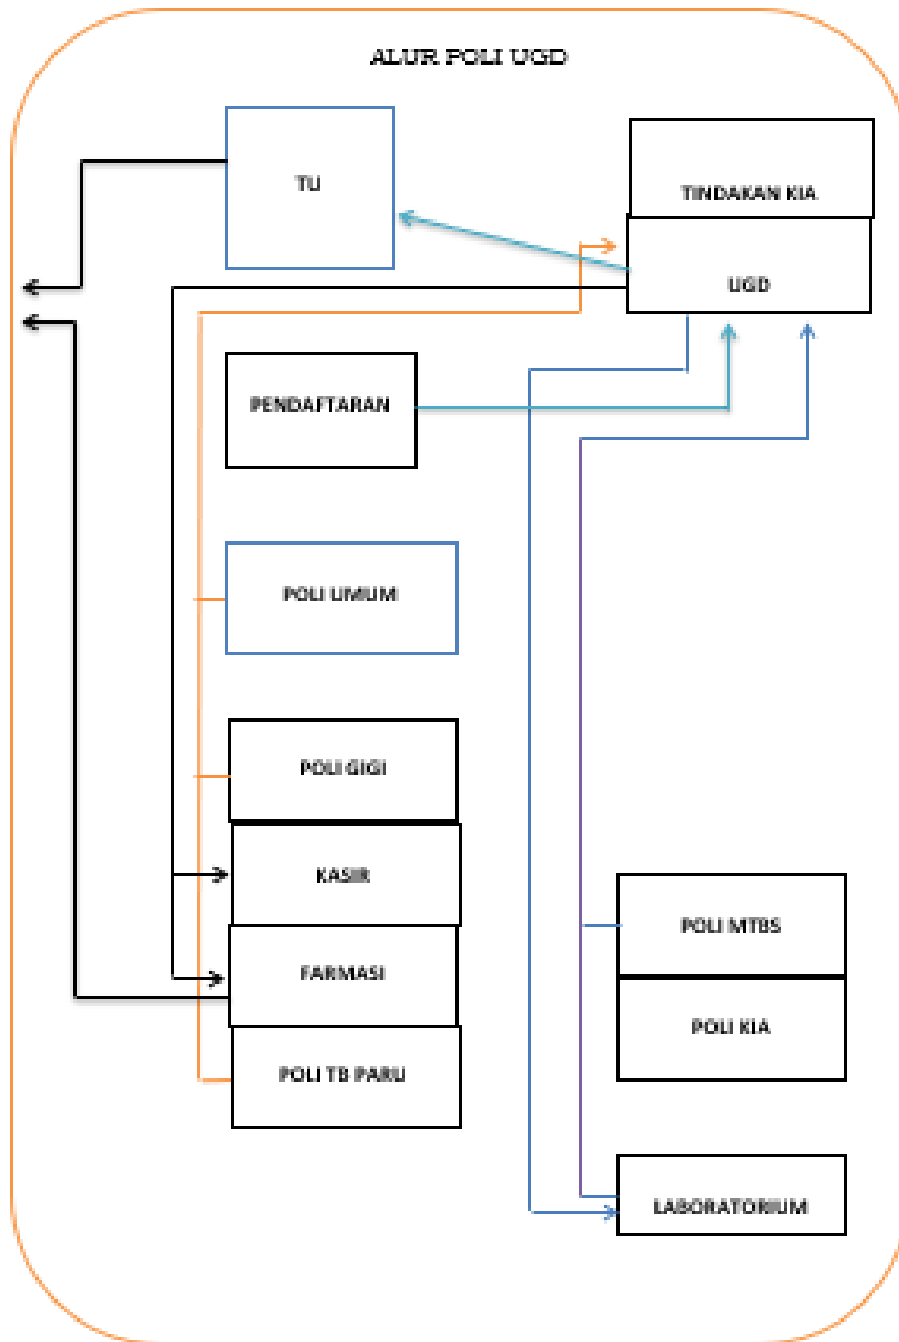 ALUR POLI UGD
TU
TINDAKAN KIA
UGD
PENDAFTARAN
POLI UMUM
POLI GIGI
KASIR
FARMASI
POLI TB PARU
POLI MTBS
POLI KIA
LABORATORIUM